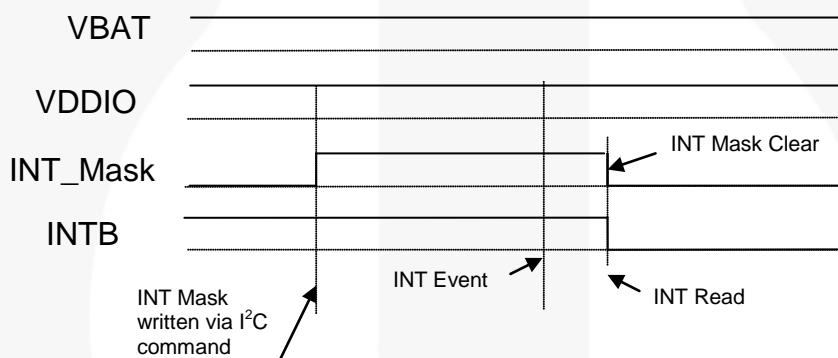 VBAT
VDDIO
INT_Mask
INT Mask Clear
INTB
INT Event
INT Read
INT Mask
written via I²C
command